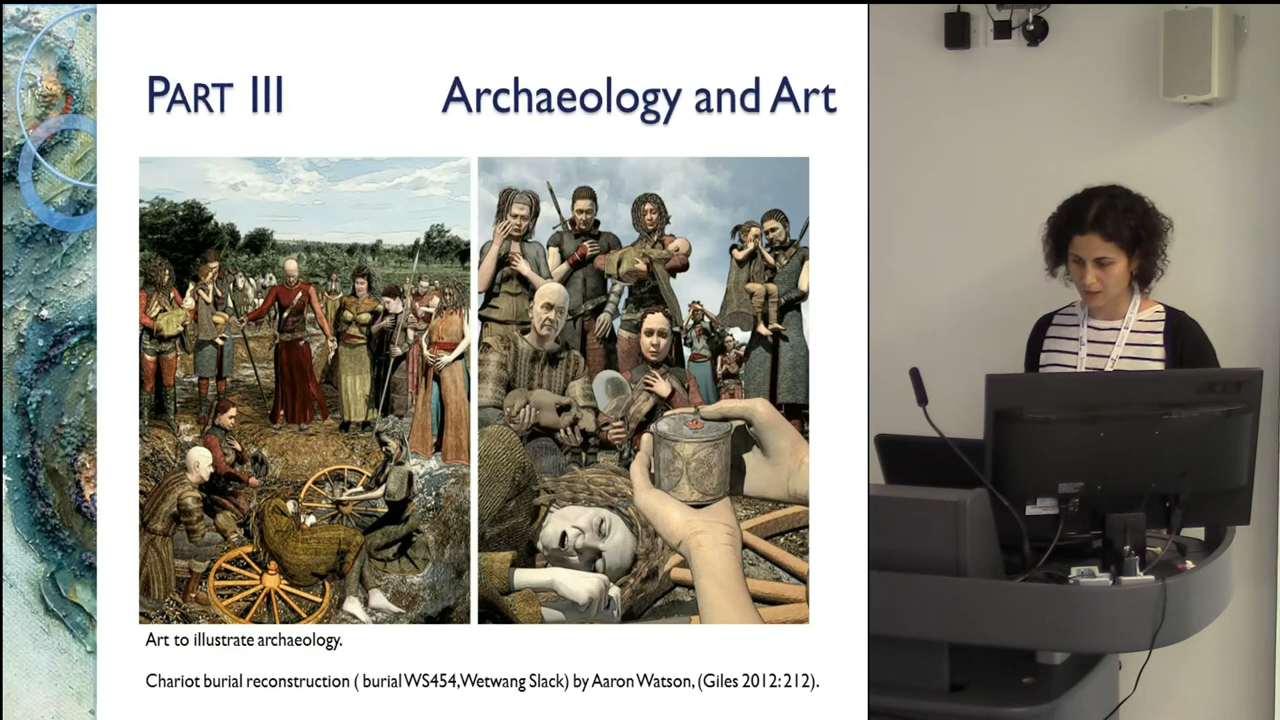 PART III
Archaeology and Art
Art to illustrate archaeology.
Chariot burial reconstruction ( burial WS454,Wetwang Slack) by Aaron Watson, (Giles 2012:212).